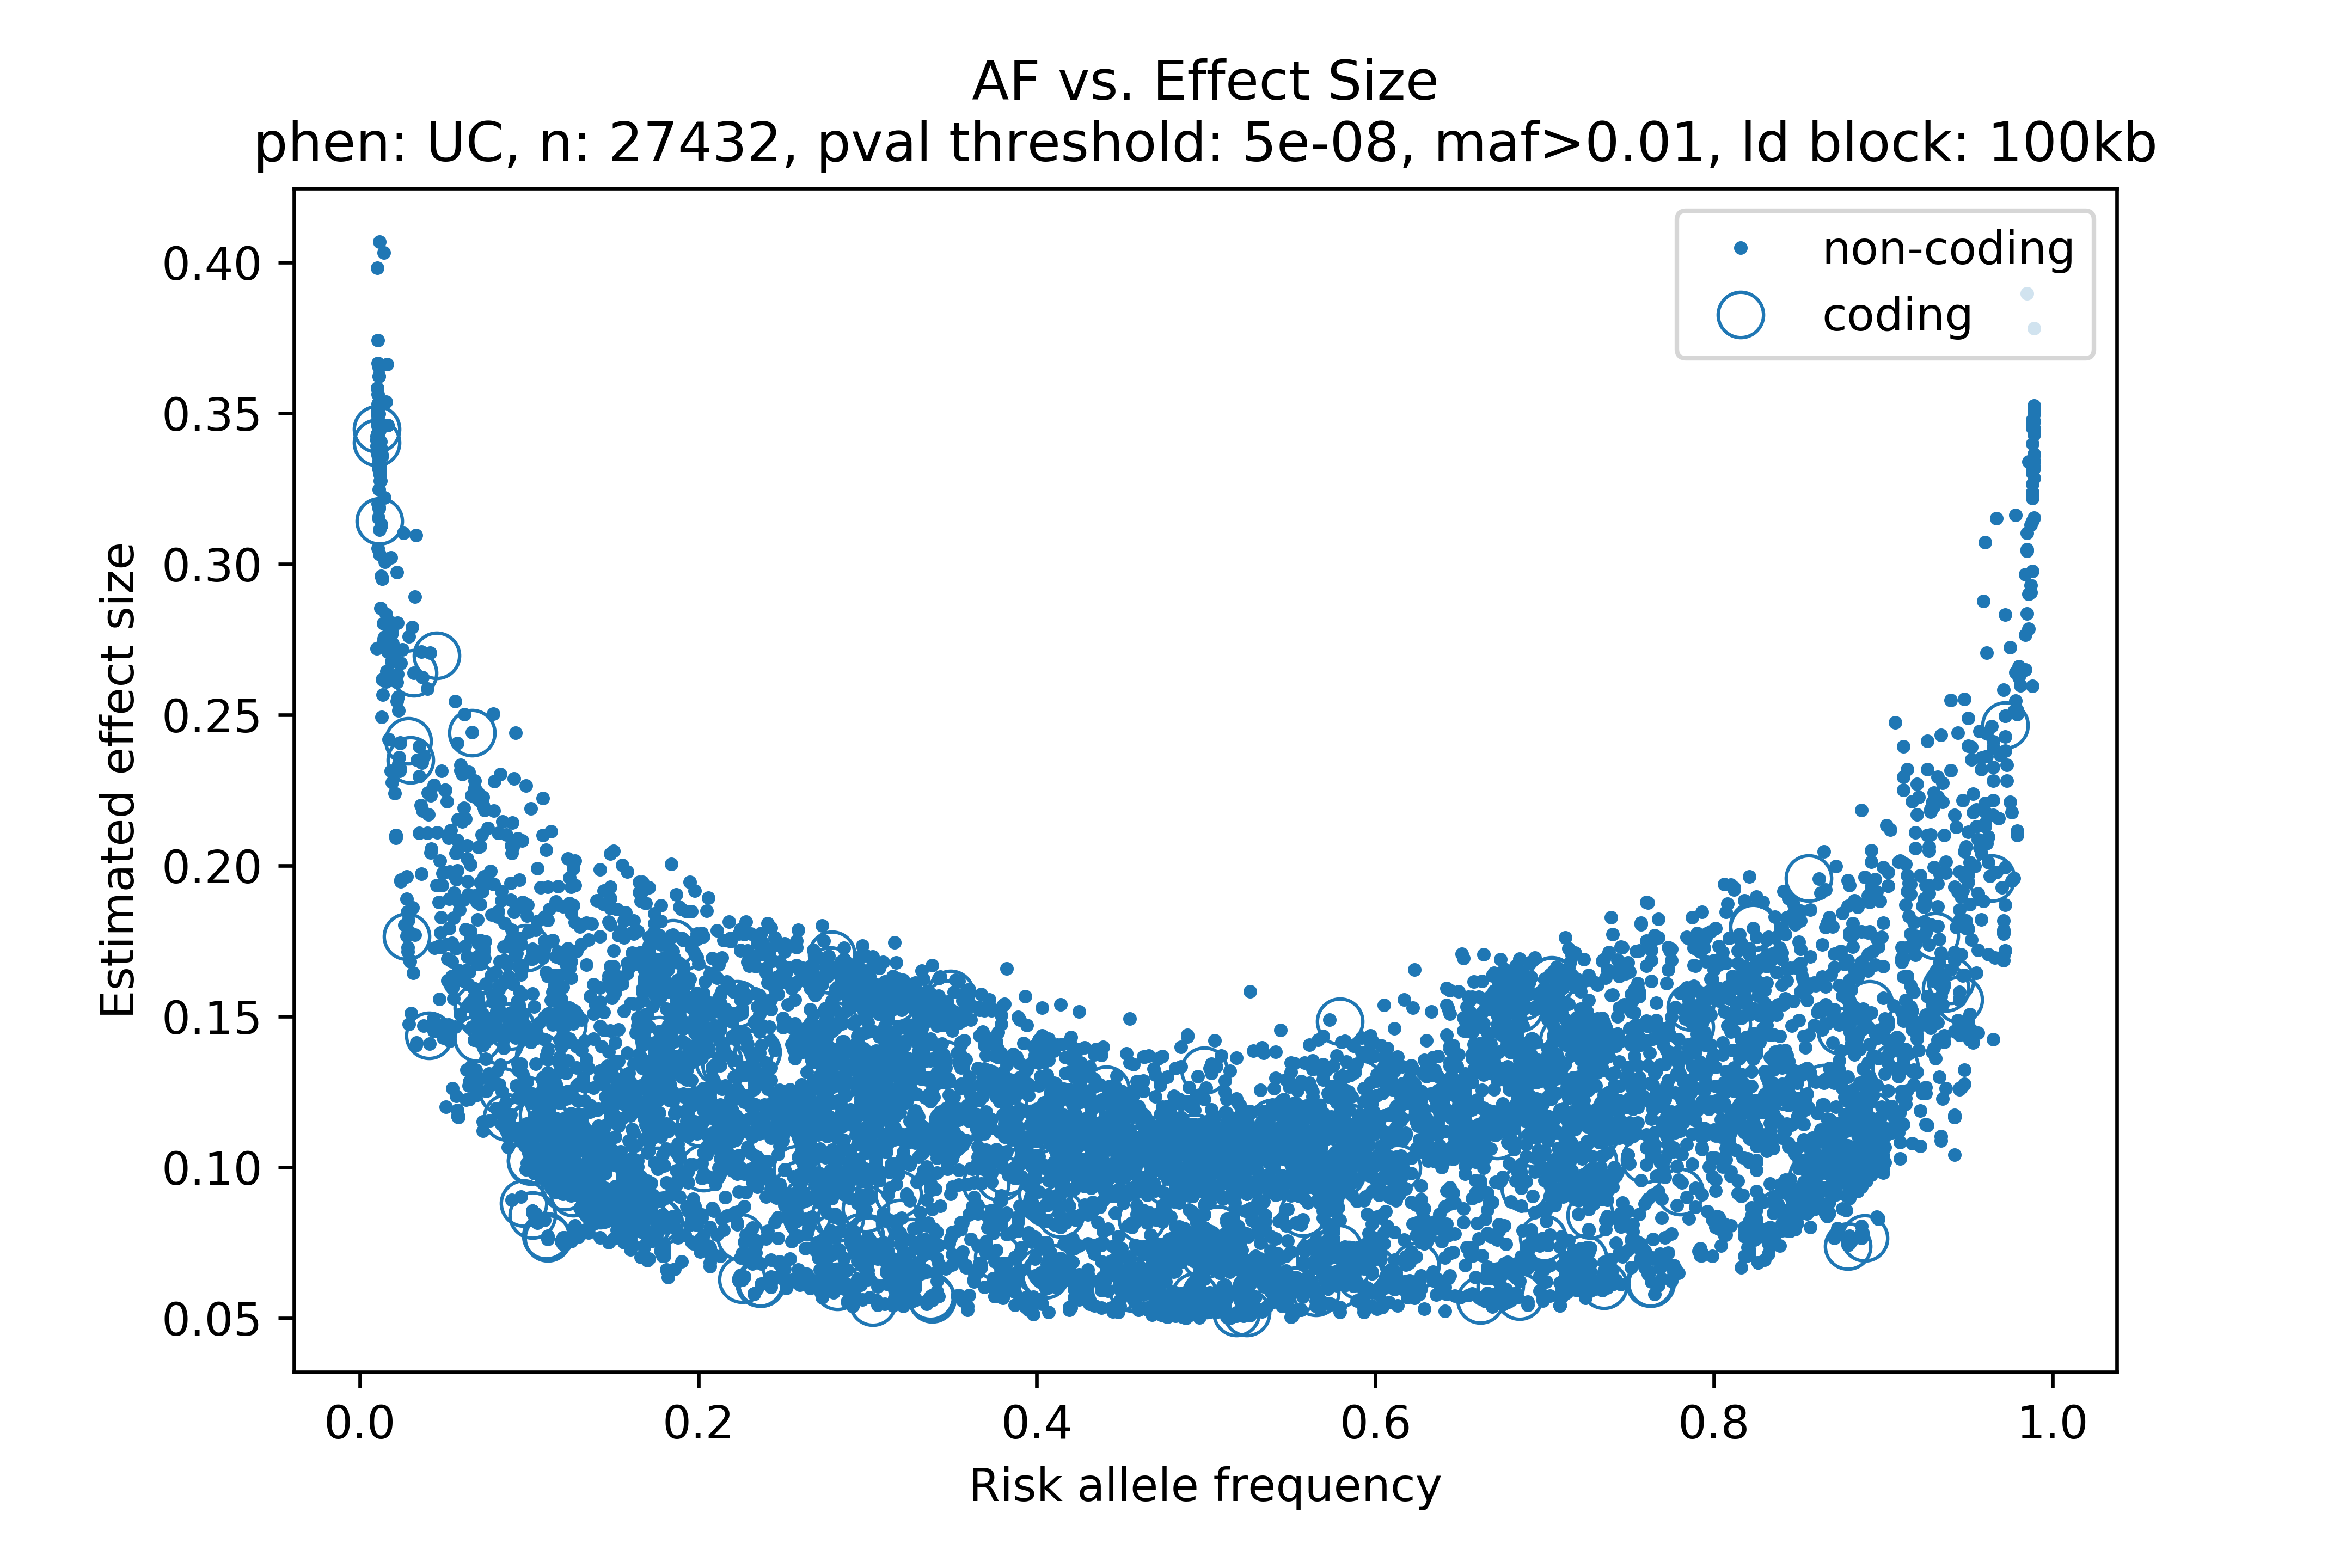 AF vs. Effect Size
phen: UC, n: 27432, pval threshold: 5e-08, maf>0.01, ld block: 100kb
non-coding
coding
0.40
0.35
0.30
0.25
0.20
0.15
0.10
0.05
Estimated effect size
0.0 0.2 0.4 0.6 0.8 1.0
Risk allele frequency